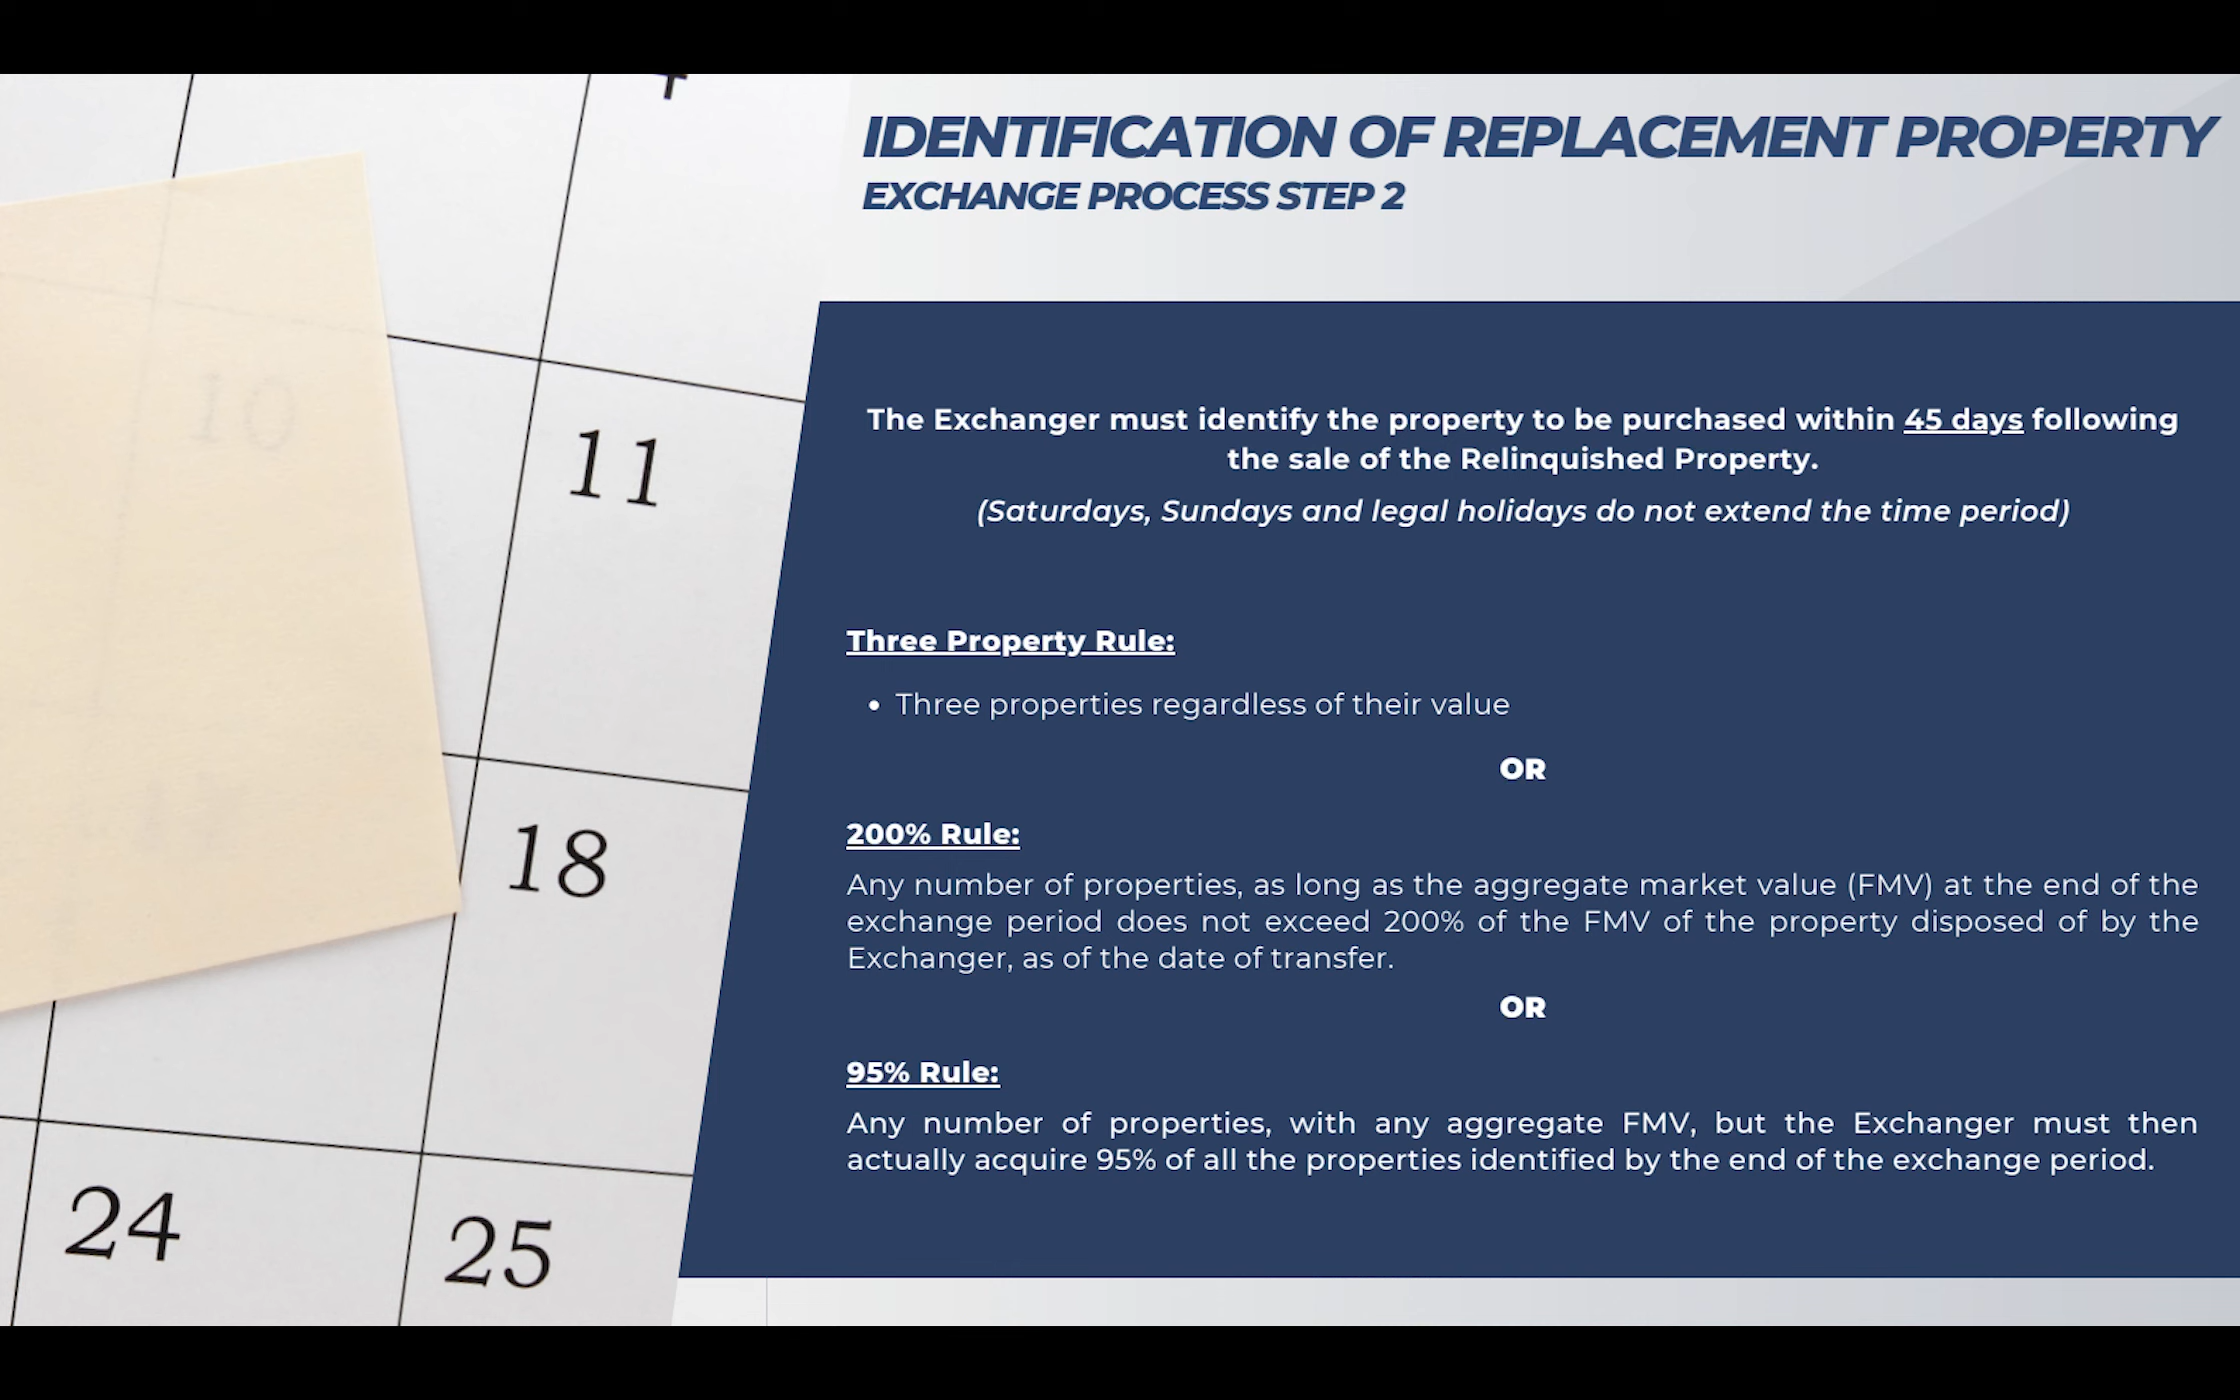 IDENTIFICATION OF REPLACEMENT PROPERTY
EXCHANGE PROCESS STEP 2
The Exchanger must identify the property to be purchased within 45 days following
the sale of the Relinquished Property.
(Saturdays, Sundays and legal holidays do not extend the time period)
Three Property Rule:
• Three properties regardless of their value
OR
200% Rule:
Any number of properties, as long as the aggregate market value (FMV) at the end of the
exchange period does not exceed 200% of the FMV of the property disposed of by the
Exchanger, as of the date of transfer.
OR
95% Rule:
Any number of properties, with any aggregate FMV, but the Exchanger must then
actually acquire 95% of all the properties identified by the end of the exchange period.
10
11
18
24
25